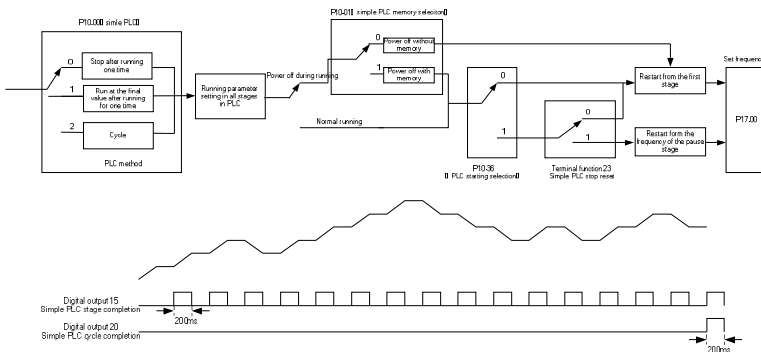 P10-00 simle PLC
0
Stop after running
one time
1
Run at the final
value after running
for one time
2
Cycle
PLC method
Running parameter
setting in all stages
in PLC
Power off during running
Normal running
P10-01 simple PLC memory seleciton
0
Power off without
memory
1
Power off with
memory
0
1
P10-36
PLC starting selection
0
1
Terminal function 23
Simple PLC stop reset
Restart from the first
stage
Restart form the
frequency of the pause
stage
Set frequency
P17.00
Digital output 15
Simple PLC stage completion
200ms
Digital output 20
Simple PLC cycle completion
200ms